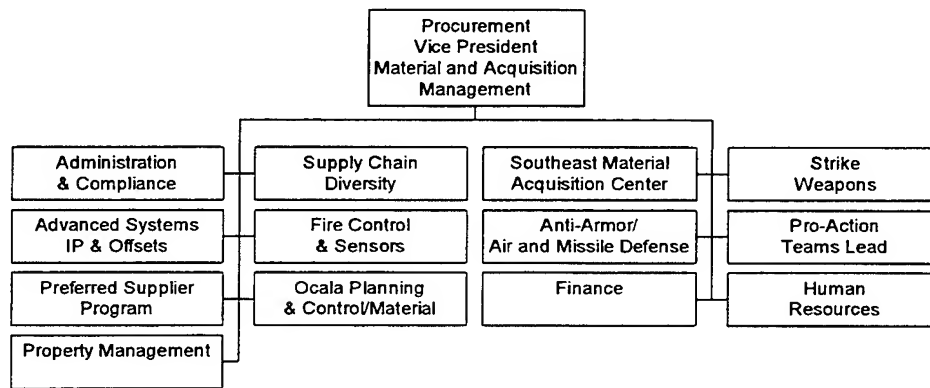 Procurement
Vice President
Material and Acquisition
Management
Administration
& Compliance
Supply Chain
Diversity
Southeast Material
Acquisition Center
Strike
Weapons
Advanced Systems
IP & Offsets
Fire Control
& Sensors
Anti-Armor/
Air and Missile Defense
Pro-Action
Teams Lead
Preferred Supplier
Program
Ocala Planning
& Control/Material
Finance
Human
Resources
Property Management